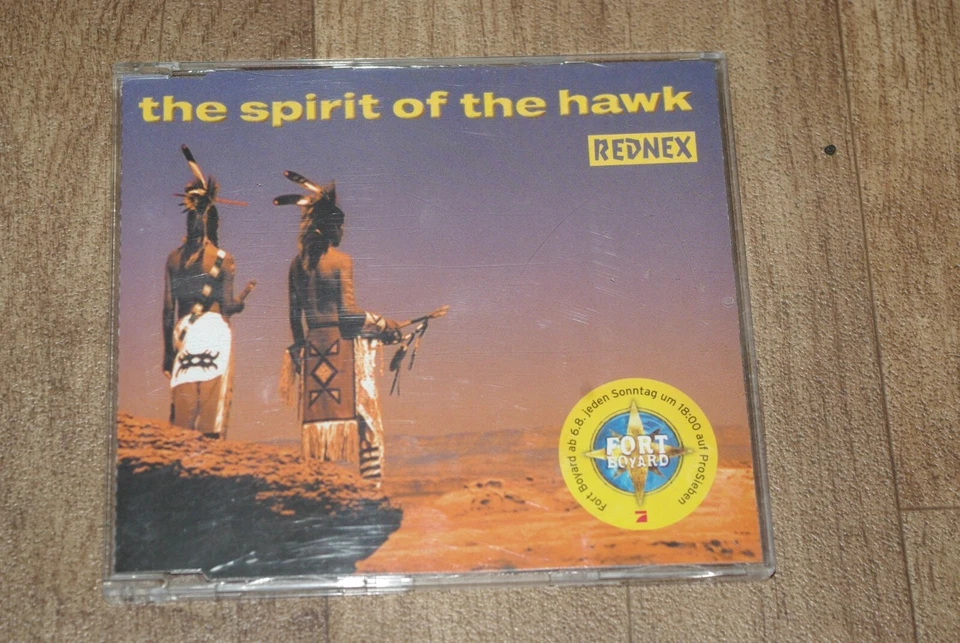 the spirit of the hawk
REDNEX
Fort Boyard ab 6.8. jeden Sonntag um 18:00 auf ProSieben
FORT
BOYARD